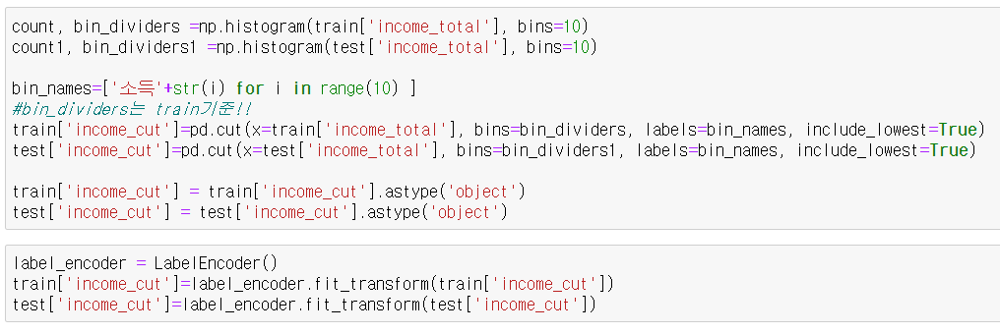 count, bin_dividers =np.histogram(train['income_total'], bins=10)
count1, bin_dividers1 =np.histogram(test['income_total'], bins=10)
bin_names=['소득'+str(i) for i in range(10) ]
#bin_dividers는 train기준!!
train['income_cut']=pd.cut(x=train['income_total'], bins=bin_dividers, labels=bin_names, include_lowest=True)
test['income_cut']=pd.cut(x=test['income_total'], bins=bin_dividers1, labels=bin_names, include_lowest=True)
train['income_cut'] = train['income_cut'].astype('object')
test['income_cut'] = test['income_cut'].astype('object')
label_encoder = LabelEncoder()
train['income_cut']=label_encoder.fit_transform(train['income_cut'])
test['income_cut']=label_encoder.fit_transform(test['income_cut'])